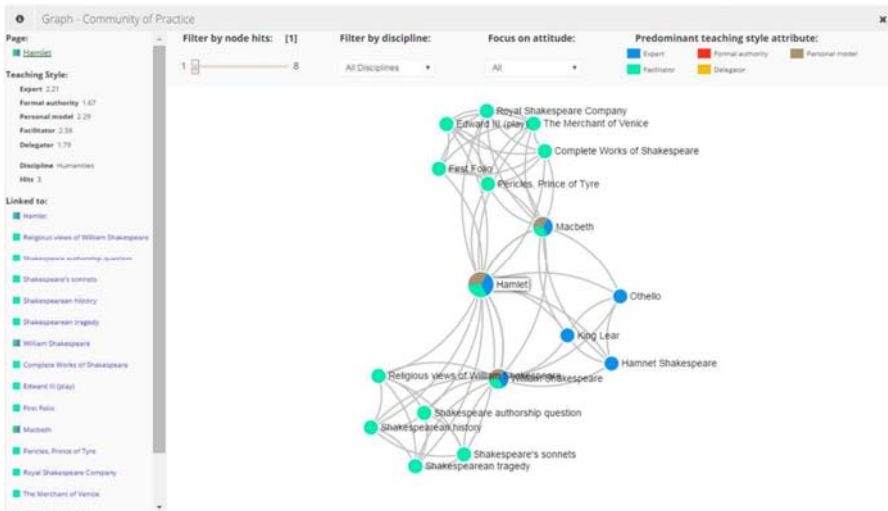 Graph - Community of Practice
Page:
Hamlet
Teaching Style:
Expert 2.21
Formal authority 1.67
Personal model 2.29
Facilitator 2.58
Delegator 1.79
Discipline Humanities
Hits 3
Linked to:
Hamlet
Religious views of William Shakespeare
Shakespeare authorship question
Shakespeare's sonnets
Shakespearean history
Shakespearean tragedy
William Shakespeare
Complete Works of Shakespeare
Edward III (play)
First Folio
Macbeth
Pericles, Prince of Tyre
Royal Shakespeare Company
The Merchant of Venice
Filter by node hits: [1]
1 8
Filter by discipline:
All Disciplines
Focus on attitude:
All
Predominant teaching style attribute:
Expert Formal authority Personal model
Facilitator Delegator
Royal Shakespeare Company
Edward III (play) The Merchant of Venice
Complete Works of Shakespeare
First Folio
Pericles, Prince of Tyre
Macbeth
Hamlet
Othello
King Lear
Hamnet Shakespeare
Religious views of William Shakespeare
William Shakespeare
Shakespeare authorship question
Shakespearean history
Shakespeare's sonnets
Shakespearean tragedy